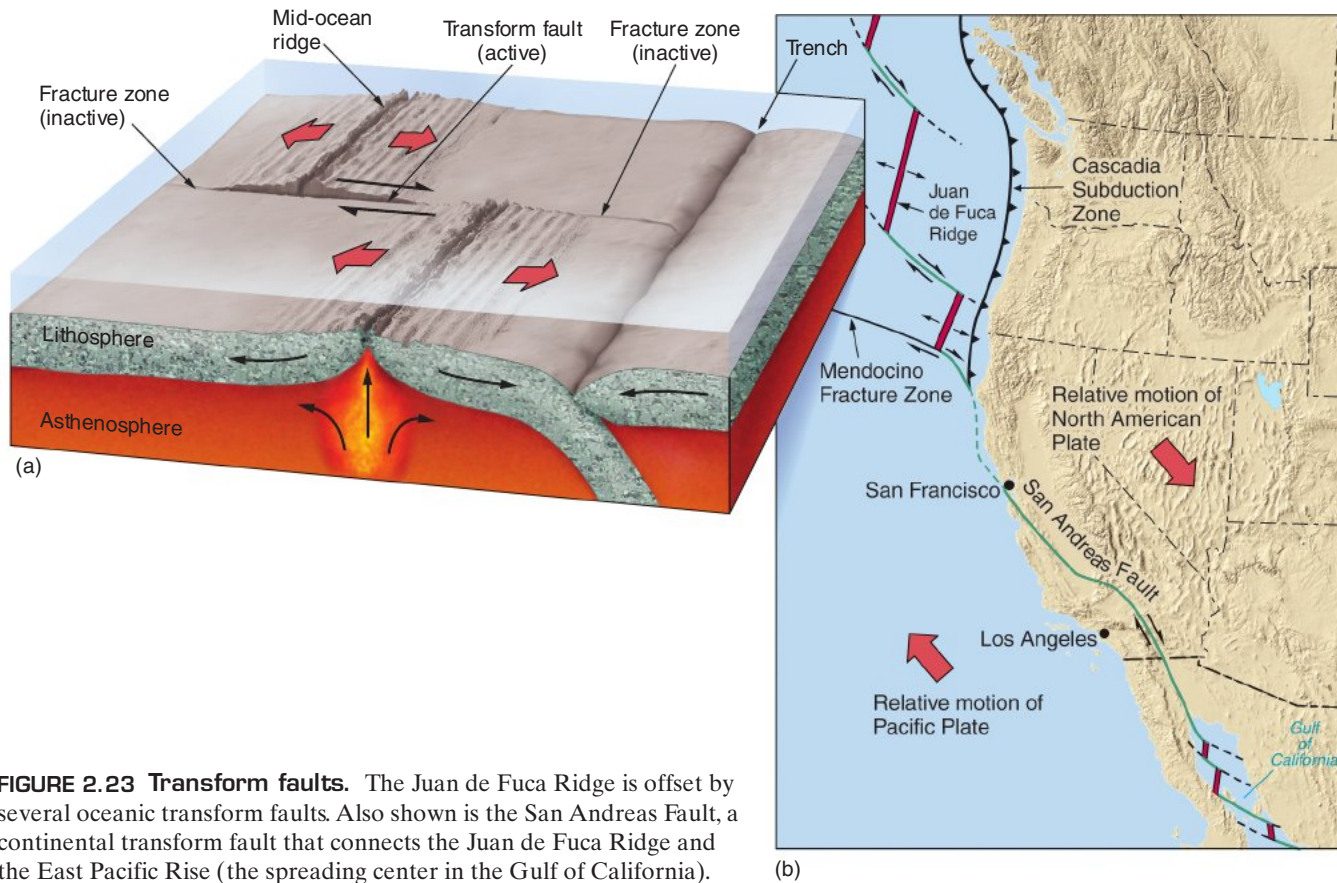 Mid-ocean
ridge
Transform fault
(active)
Fracture zone
(inactive)
Trench
Fracture zone
(inactive)
Lithosphere
Asthenosphere
(a)
Cascadia
Subduction
Zone
Juan
de Fuca
Ridge
Mendocino
Fracture Zone
Relative motion of
North American
Plate
San Francisco
San Andreas Fault
Los Angeles
Relative motion of
Pacific Plate
Gulf
of
California
(b)
FIGURE 2.23 Transform faults. The Juan de Fuca Ridge is offset by
several oceanic transform faults. Also shown is the San Andreas Fault, a
continental transform fault that connects the Juan de Fuca Ridge and
the East Pacific Rise (the spreading center in the Gulf of California).